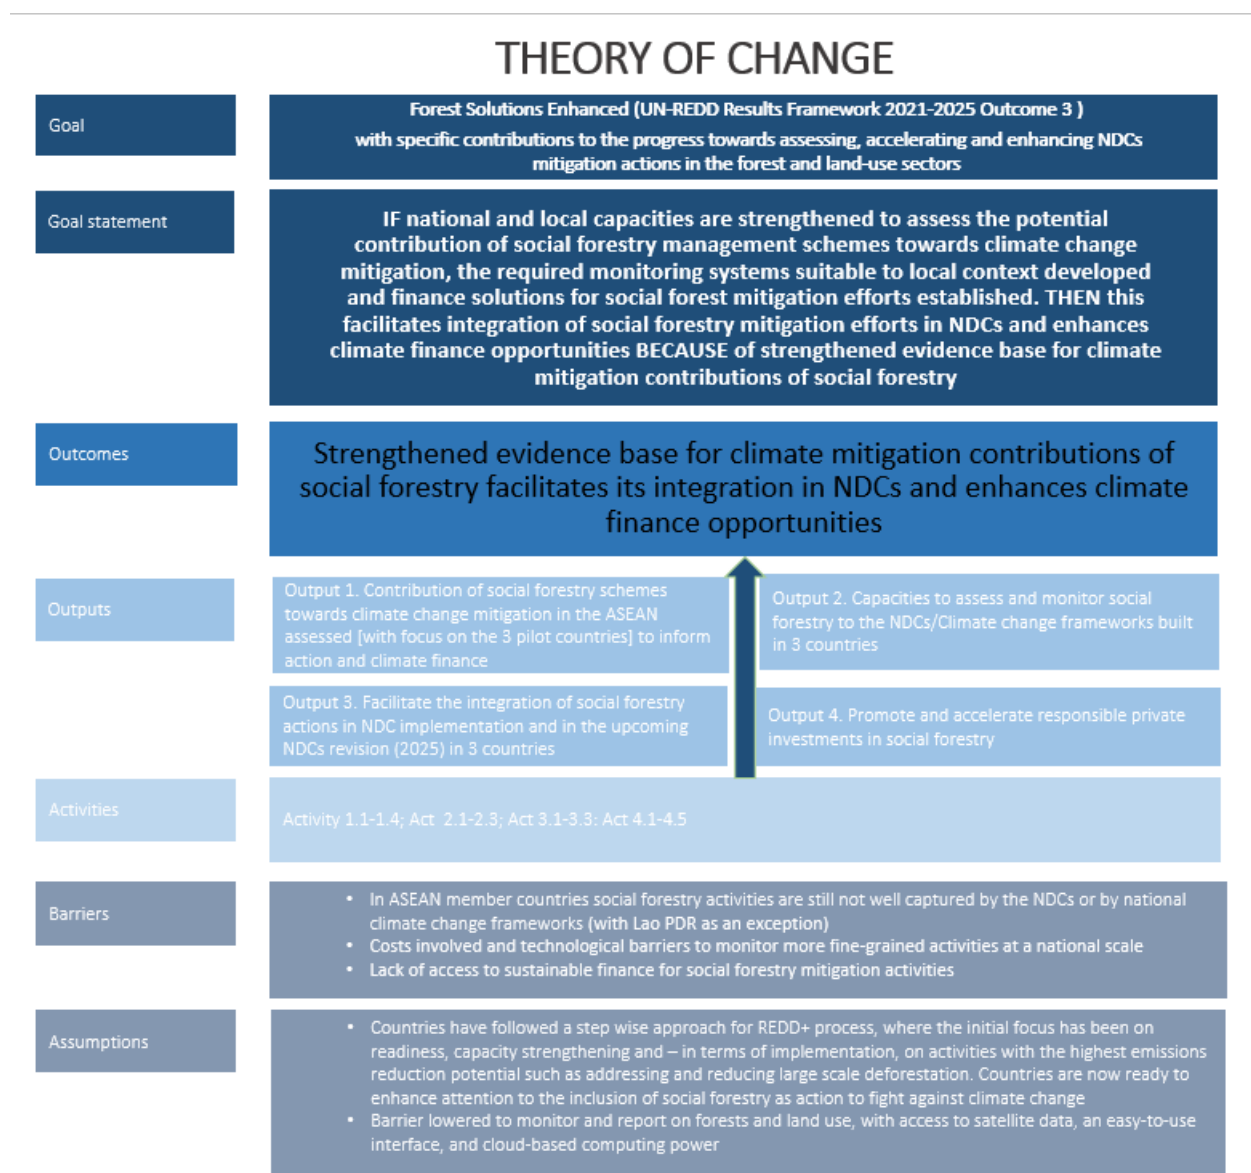 THEORY OF CHANGE
Goal
Forest Solutions Enhanced (UN-REDD Results Framework 2021-2025 Outcome 3 )
with specific contributions to the progress towards assessing, accelerating and enhancing NDCs
mitigation actions in the forest and land-use sectors
Goal statement
IF national and local capacities are strengthened to assess the potential
contribution of social forestry management schemes towards climate change
mitigation, the required monitoring systems suitable to local context developed
and finance solutions for social forest mitigation efforts established. THEN this
facilitates integration of social forestry mitigation efforts in NDCs and enhances
climate finance opportunities BECAUSE of strengthened evidence base for climate
mitigation contributions of social forestry
Outcomes
Strengthened evidence base for climate mitigation contributions of
social forestry facilitates its integration in NDCs and enhances climate
finance opportunities
Outputs
Output 1. Contribution of social forestry schemes
towards climate change mitigation in the ASEAN
assessed [with focus on the 3 pilot countries] to inform
action and climate finance
Output 2. Capacities to assess and monitor social
forestry to the NDCs/Climate change frameworks built
in 3 countries
Output 3. Facilitate the integration of social forestry
actions in NDC implementation and in the upcoming
NDCs revision (2025) in 3 countries
Output 4. Promote and accelerate responsible private
investments in social forestry
Activities
Activity 1.1-1.4; Act 2.1-2.3; Act 3.1-3.3: Act 4.1-4.5
Barriers
• In ASEAN member countries social forestry activities are still not well captured by the NDCs or by national
climate change frameworks (with Lao PDR as an exception)
• Costs involved and technological barriers to monitor more fine-grained activities at a national scale
• Lack of access to sustainable finance for social forestry mitigation activities
Assumptions
• Countries have followed a step wise approach for REDD+ process, where the initial focus has been on
readiness, capacity strengthening and – in terms of implementation, on activities with the highest emissions
reduction potential such as addressing and reducing large scale deforestation. Countries are now ready to
enhance attention to the inclusion of social forestry as action to fight against climate change
• Barrier lowered to monitor and report on forests and land use, with access to satellite data, an easy-to-use
interface, and cloud-based computing power